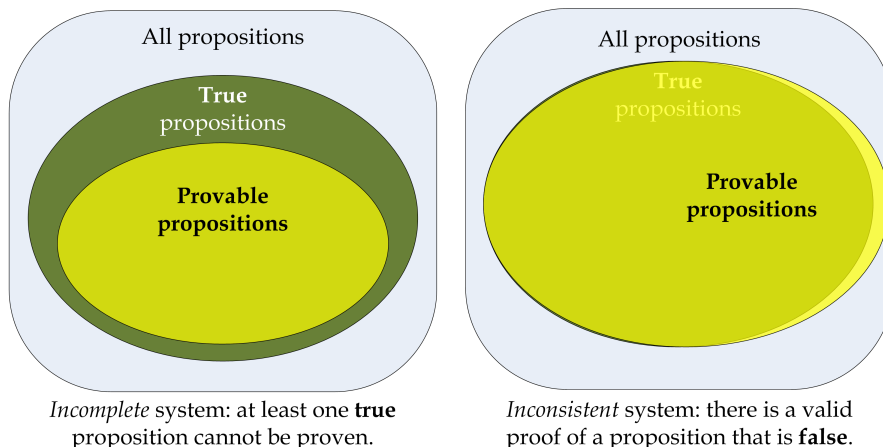 All propositions
True
propositions
Provable
propositions
Incomplete system: at least one true
proposition cannot be proven.
All propositions
True
propositions
Provable
propositions
Inconsistent system: there is a valid
proof of a proposition that is false.